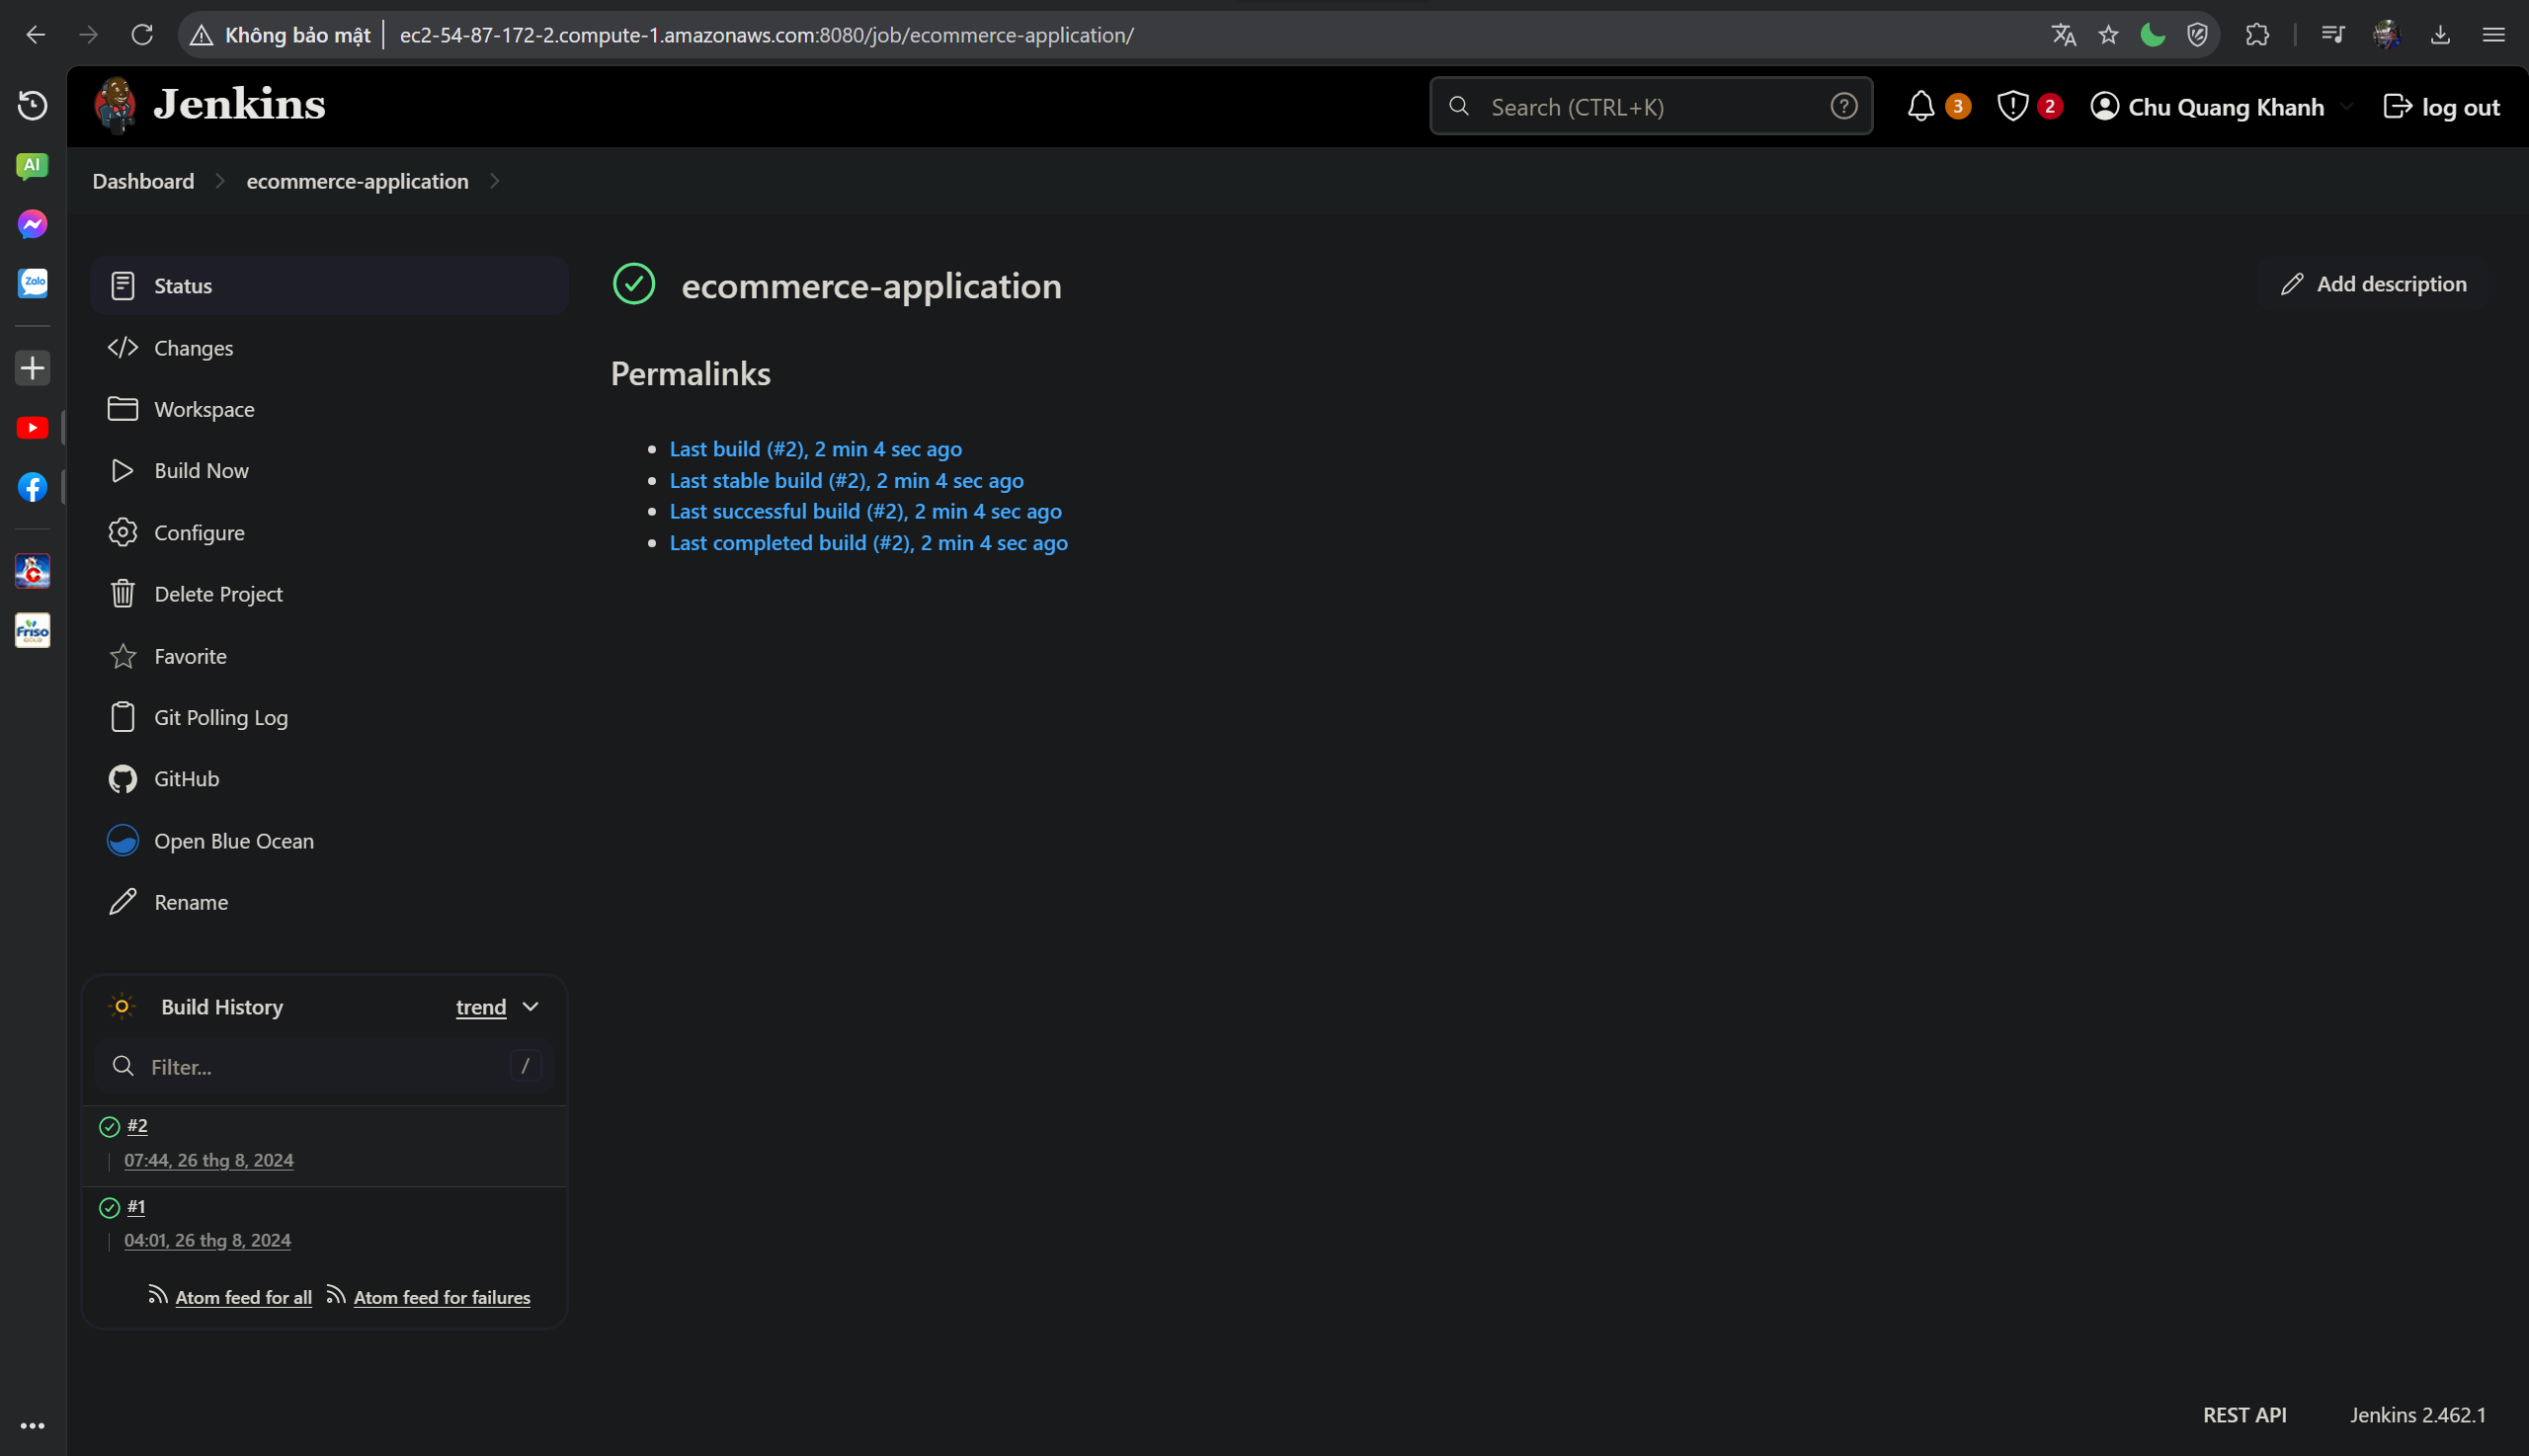 Không bảo mật
ec2-54-87-172-2.compute-1.amazonaws.com:8080/job/ecommerce-application/
Jenkins
Search (CTRL+K)
?
3
2
Chu Quang Khanh
log out
AI
Zalo
Dashboard
ecommerce-application
Status
Changes
Workspace
Build Now
Configure
Delete Project
Favorite
Git Polling Log
GitHub
Open Blue Ocean
Rename
ecommerce-application
Add description
Permalinks
Last build (#2), 2 min 4 sec ago
Last stable build (#2), 2 min 4 sec ago
Last successful build (#2), 2 min 4 sec ago
Last completed build (#2), 2 min 4 sec ago
Friso
GOLD
Build History
trend
Filter...
/
#2
07:44, 26 thg 8, 2024
#1
04:01, 26 thg 8, 2024
Atom feed for all
Atom feed for failures
REST API
Jenkins 2.462.1